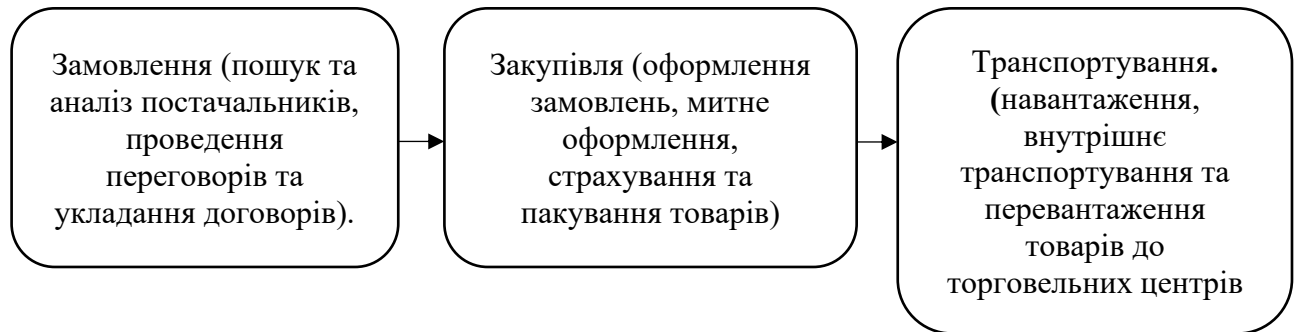 Замовлення (пошук та
аналіз постачальників,
проведення
переговорів та
укладання договорів).
Закупівля (оформлення
замовлень, митне
оформлення,
страхування та
пакування товарів)
Транспортування.
(навантаження,
внутрішнє
транспортування та
перевантаження
товарів до
торговельних центрів